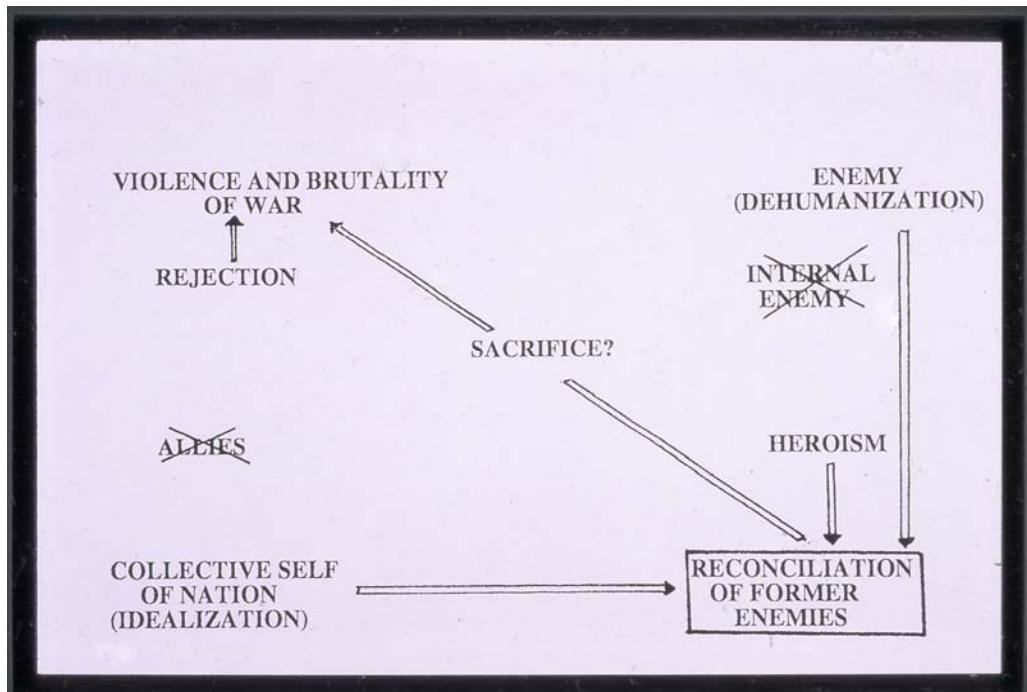 VIOLENCE AND BRUTALITY
OF WAR
REJECTION
ENEMY
(DEHUMANIZATION)
INTERNAL
ENEMY
SACRIFICE?
ALLIES
HEROISM
COLLECTIVE SELF
OF NATION
(IDEALIZATION)
RECONCILIATION
OF FORMER
ENEMIES